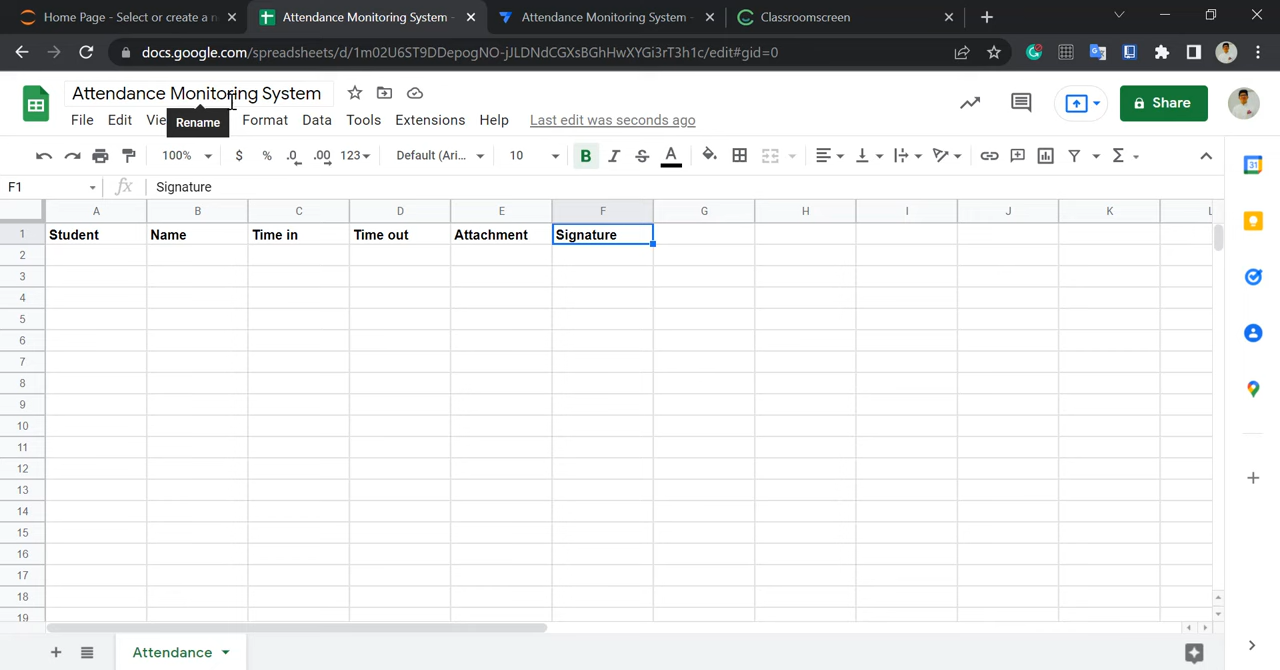 Home Page - Select or create a n
Attendance Monitoring System -
Attendance Monitoring System -
Classroomscreen
docs.google.com/spreadsheets/d/1m02U6ST9DDepogNO-jJLDNdCGXsBGhHwXYGi3rT3h1c/edit#gid=0
Attendance Monitoring System
Share
File Edit Vie Format Data Tools Extensions Help Last edit was seconds ago
Rename
100% $ % .0 .00 123 Default (Ari... 10 B I S A Σ
F1 fx Signature
A B C D E F G H I J K L
1 Student Name Time in Time out Attachment Signature
2
3
4
5
6
7
8
9
10
11
12
13
14
15
16
17
18
19
Attendance
31